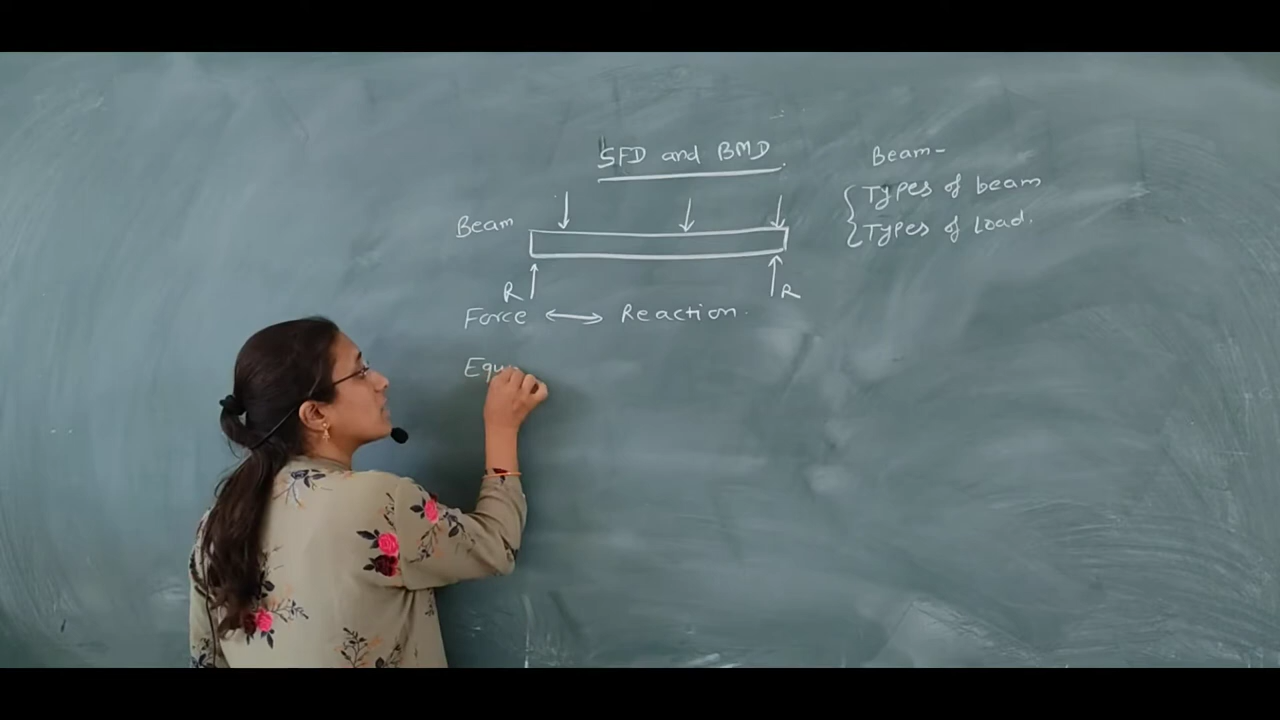 SFD and BMD.
Beam
R
R
Force ⟷ Reaction.
Equ
Beam-
Types of beam
Types of load.